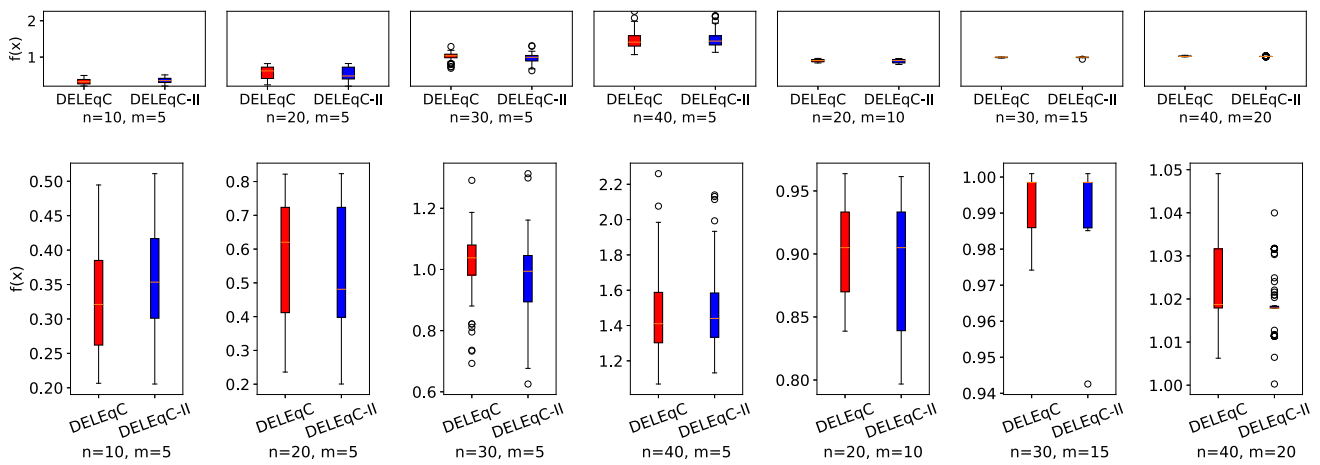 f(x)
2
1
DELEqC DELEqC-II DELEqC DELEqC-II DELEqC DELEqC-II DELEqC DELEqC-II DELEqC DELEqC-II DELEqC DELEqC-II DELEqC DELEqC-II
n=10, m=5 n=20, m=5 n=30, m=5 n=40, m=5 n=20, m=10 n=30, m=15 n=40, m=20
f(x)
0.50
0.45
0.40
0.35
0.30
0.25
0.20
DELEqC DELEqC-II
n=10, m=5
0.8
0.7
0.6
0.5
0.4
0.3
0.2
DELEqC DELEqC-II
n=20, m=5
1.2
1.0
0.8
0.6
DELEqC DELEqC-II
n=30, m=5
2.2
2.0
1.8
1.6
1.4
1.2
DELEqC DELEqC-II
n=40, m=5
0.95
0.90
0.85
0.80
DELEqC DELEqC-II
n=20, m=10
1.00
0.99
0.98
0.97
0.96
0.95
0.94
DELEqC DELEqC-II
n=30, m=15
1.05
1.04
1.03
1.02
1.01
1.00
DELEqC DELEqC-II
n=40, m=20